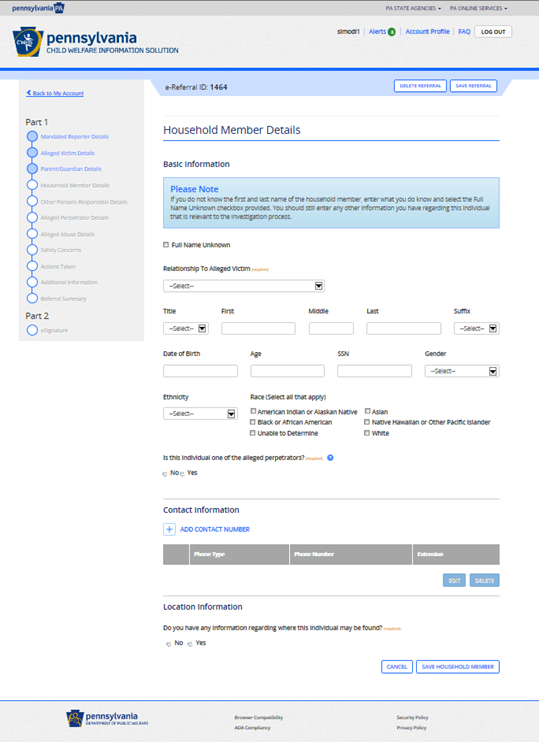 pennsylvania PA
PA STATE AGENCIES PA ONLINE SERVICES
pennsylvania
CHILD WELFARE INFORMATION SOLUTION
simodi1 Alerts Account Profile FAQ LOG OUT
Back to My Account
e-Referral ID: 1464 DELETE REFERRAL SAVE REFERRAL
Part 1
Mandated Reporter Details
Alleged Victim Details
Parent/Guardian Details
Household Member Details
Other Persons Responsible Details
Alleged Perpetrator Details
Alleged Abuse Details
Safety Concerns
Actions Taken
Additional Information
Referral Summary
Part 2
eSignature
Household Member Details
Basic Information
Please Note
If you do not know the first and last name of the household member, enter what you do know and select the Full
Name Unknown checkbox provided. You should still enter any other information you have regarding this individual
that is relevant to the investigation process.
Full Name Unknown
Relationship To Alleged Victim (required)
--Select--
Title First Middle Last Suffix
--Select-- --Select--
Date of Birth Age SSN Gender
--Select--
Ethnicity Race (Select all that apply)
--Select--
American Indian or Alaskan Native Asian
Black or African American Native Hawaiian or Other Pacific Islander
Unable to Determine White
Is this individual one of the alleged perpetrators? (required) ?
No Yes
Contact Information
+ ADD CONTACT NUMBER
Phone Type Phone Number Extension
EDIT DELETE
Location Information
Do you have any information regarding where this individual may be found? (required)
No Yes
CANCEL SAVE HOUSEHOLD MEMBER
pennsylvania
DEPARTMENT OF PUBLIC WELFARE
Browser Compatibility Security Policy
ADA Compliancy Privacy Policy